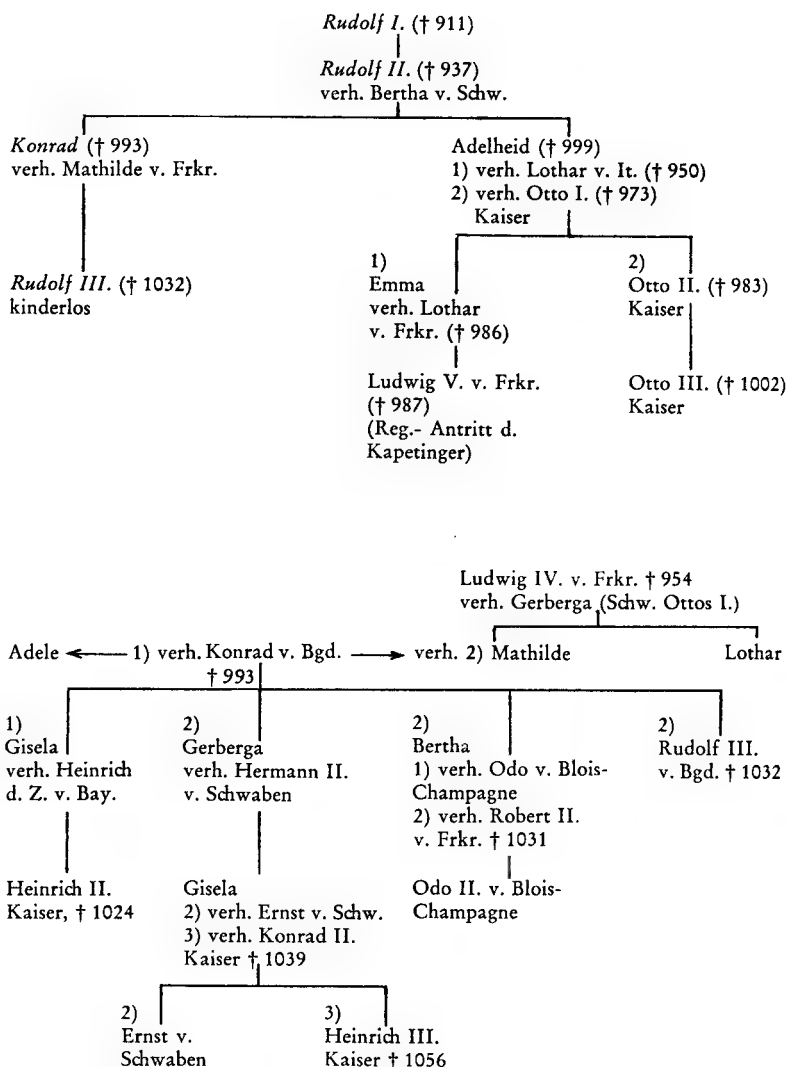 Rudolf I. († 911)
Rudolf II. († 937)
verh. Bertha v. Schw.
Konrad († 993)
verh. Mathilde v. Frkr.
Adelheid († 999)
1) verh. Lothar v. It. († 950)
2) verh. Otto I. († 973)
Kaiser
Rudolf III. († 1032)
kinderlos
1)
Emma
verh. Lothar
v. Frkr. († 986)
2)
Otto II. († 983)
Kaiser
Ludwig V. v. Frkr.
(† 987)
(Reg.- Antritt d.
Kapetinger)
Otto III. († 1002)
Kaiser
Ludwig IV. v. Frkr. † 954
verh. Gerberga (Schw. Ottos I.)
Adele 1) verh. Konrad v. Bgd. verh. 2) Mathilde Lothar
† 993
1)
Gisela
verh. Heinrich
d. Z. v. Bay.
2)
Gerberga
verh. Hermann II.
v. Schwaben
2)
Bertha
1) verh. Odo v. Blois-
Champagne
2) verh. Robert II.
v. Frkr. † 1031
2)
Rudolf III.
v. Bgd. † 1032
Heinrich II.
Kaiser, † 1024
Gisela
2) verh. Ernst v. Schw.
3) verh. Konrad II.
Kaiser † 1039
Odo II. v. Blois-
Champagne
2)
Ernst v.
Schwaben
3)
Heinrich III.
Kaiser † 1056